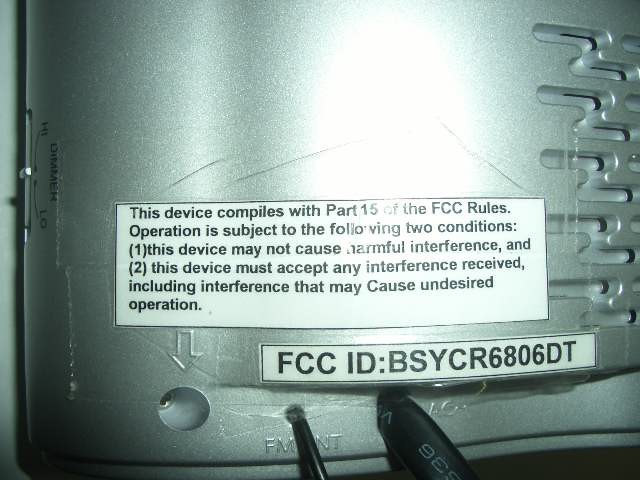 HI DIMMER LO
This device compiles with Part 15 of the FCC Rules.
Operation is subject to the following two conditions:
(1)this device may not cause harmful interference, and
(2) this device must accept any interference received,
including interference that may Cause undesired
operation.
FCC ID:BSYCR6806DT
FM ANT